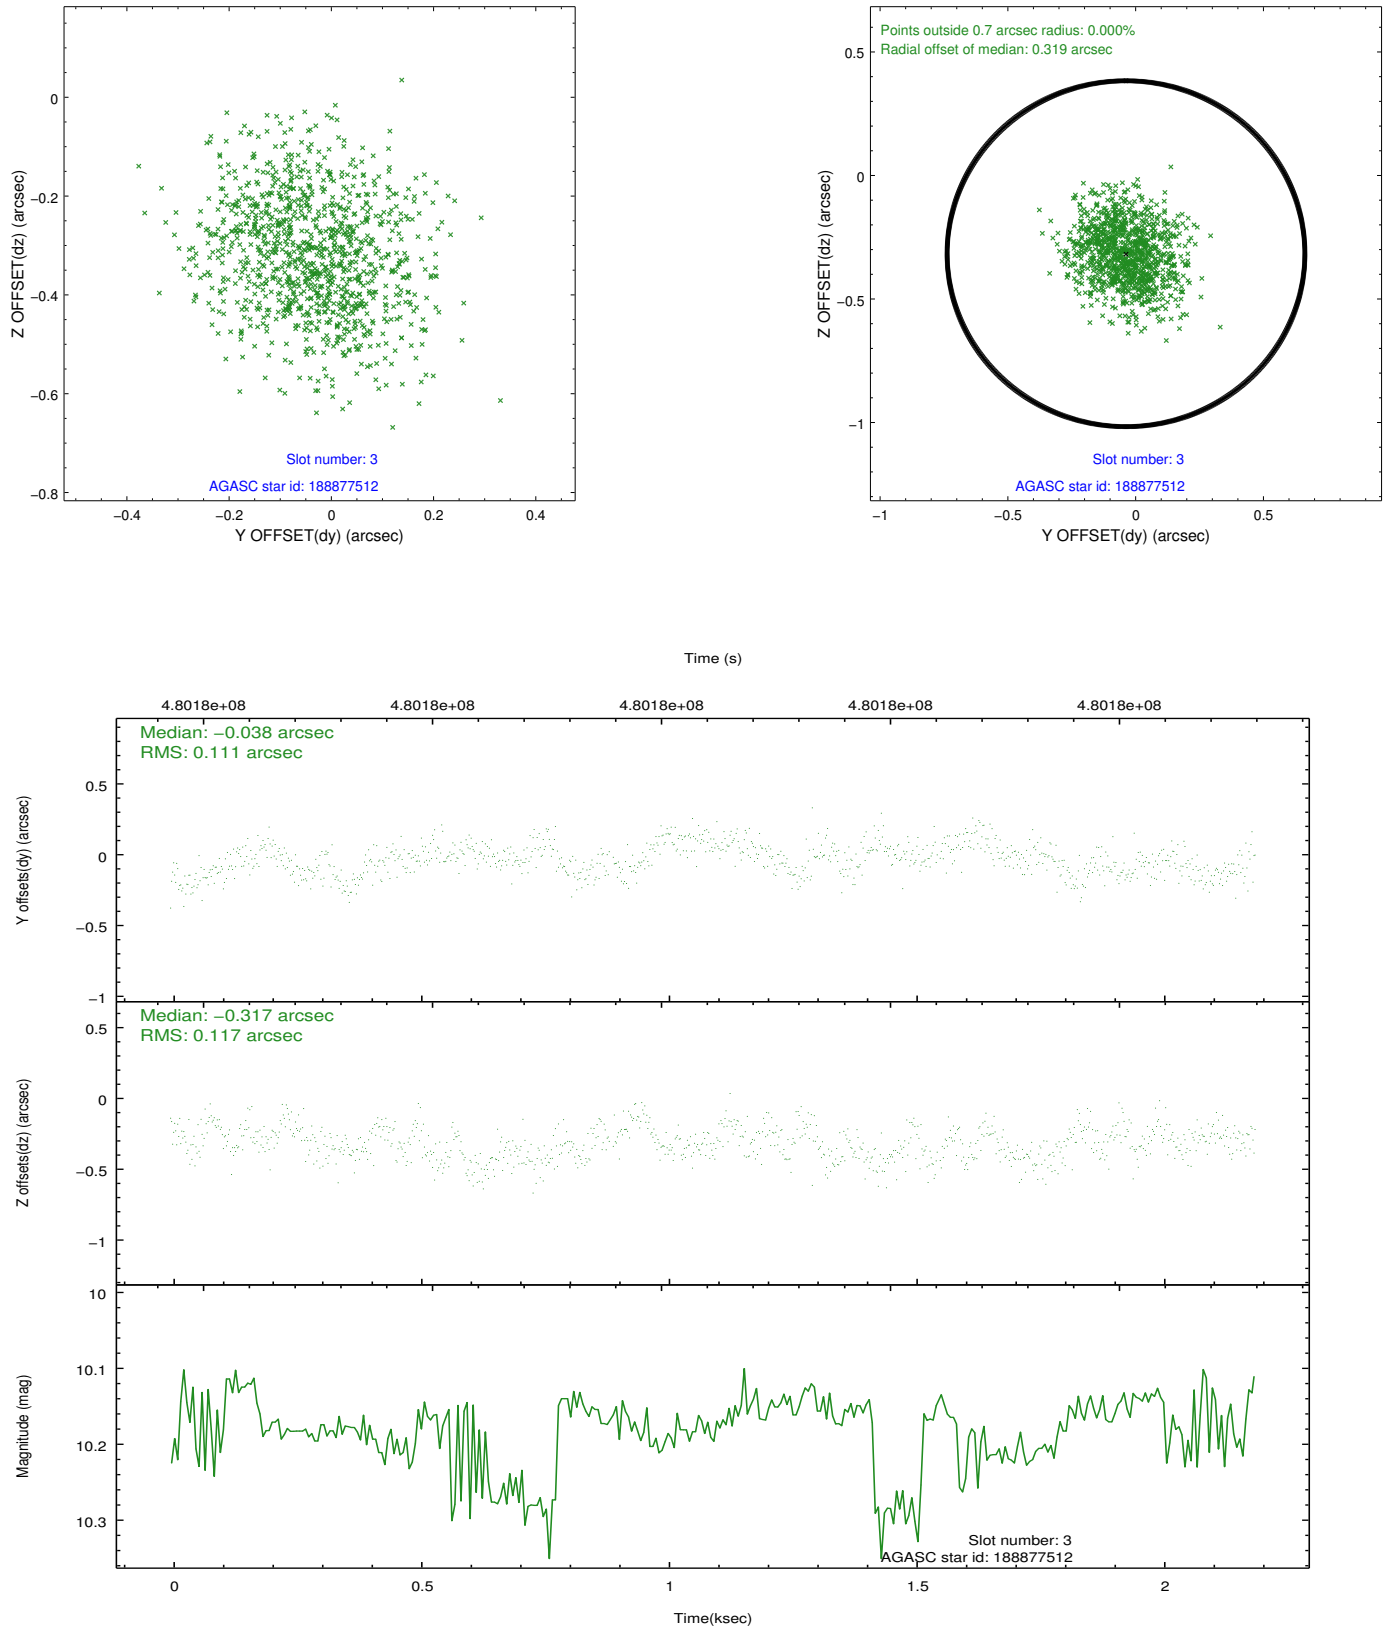 0
−0.2
−0.4
−0.6
−0.8
Z OFFSET(dz) (arcsec)
Slot number: 3
AGASC star id: 188877512
−0.4
−0.2
0
0.2
0.4
Y OFFSET(dy) (arcsec)
Points outside 0.7 arcsec radius: 0.000%
Radial offset of median: 0.319 arcsec
0.5
0
−0.5
−1
Z OFFSET(dz) (arcsec)
Slot number: 3
AGASC star id: 188877512
−1
−0.5
0
0.5
Y OFFSET(dy) (arcsec)
Time (s)
4.8018e+08
4.8018e+08
4.8018e+08
4.8018e+08
4.8018e+08
Median: −0.038 arcsec
RMS: 0.111 arcsec
0.5
0
−0.5
−1
Y offsets(dy) (arcsec)
Median: −0.317 arcsec
RMS: 0.117 arcsec
0.5
0
−0.5
−1
Z offsets(dz) (arcsec)
10
10.1
10.2
10.3
Magnitude (mag)
Slot number: 3
AGASC star id: 188877512
0
0.5
1
1.5
2
Time(ksec)